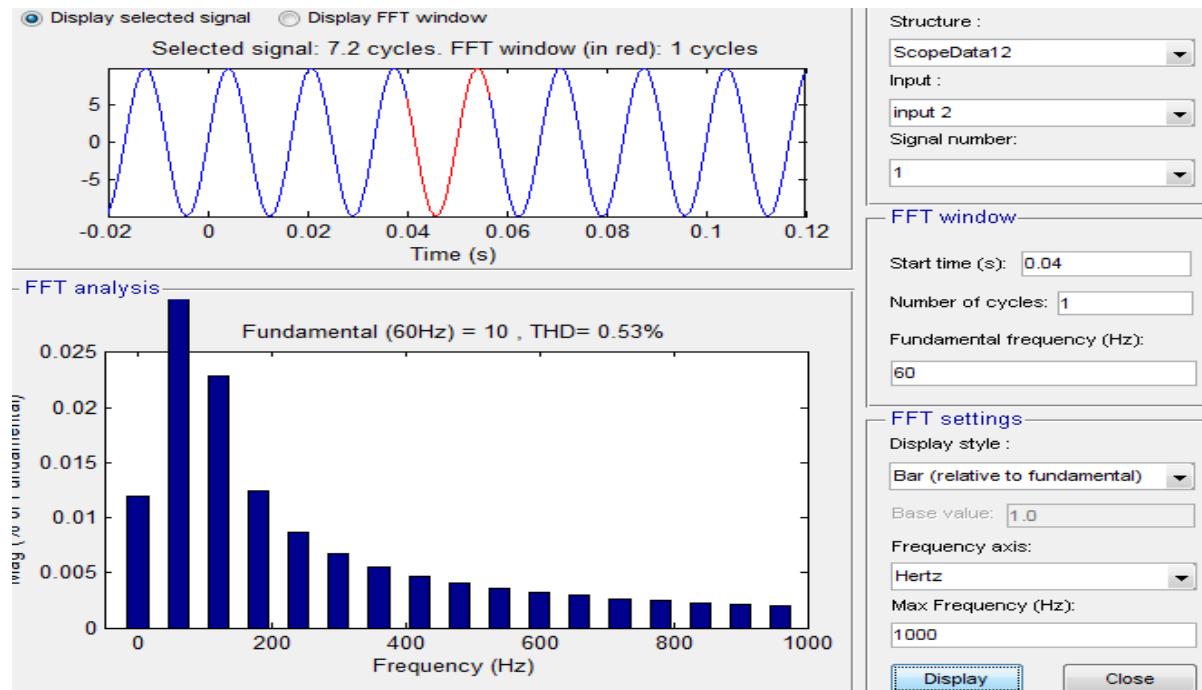 Display selected signal
Display FFT window
Selected signal: 7.2 cycles. FFT window (in red): 1 cycles
5
0
-5
-0.02 0 0.02 0.04 0.06 0.08 0.1 0.12
Time (s)
FFT analysis
Fundamental (60Hz) = 10 , THD= 0.53%
Mag (% of Fundamental)
0.025
0.02
0.015
0.01
0.005
0
0 200 400 600 800 1000
Frequency (Hz)
Structure :
ScopeData12
Input :
input 2
Signal number:
1
FFT window
Start time (s): 0.04
Number of cycles: 1
Fundamental frequency (Hz):
60
FFT settings
Display style :
Bar (relative to fundamental)
Base value: 1.0
Frequency axis:
Hertz
Max Frequency (Hz):
1000
Display
Close